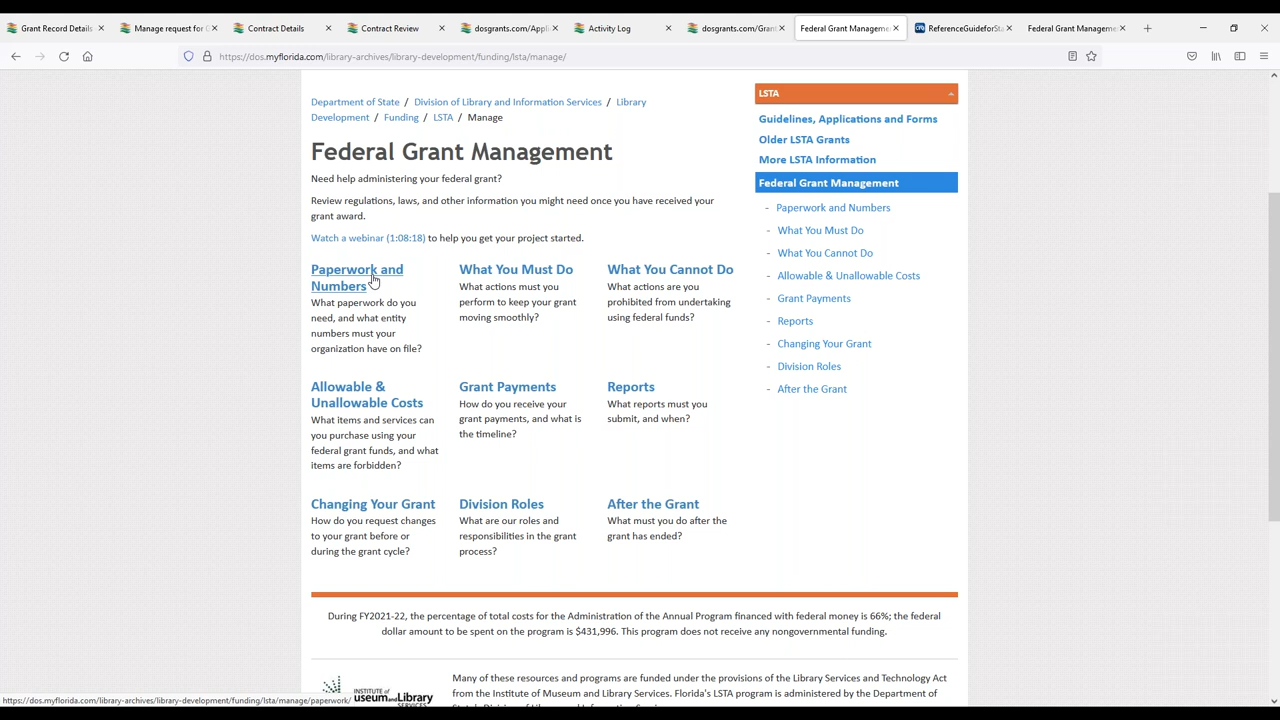 Grant Record Details
Manage request for G
Contract Details
Contract Review
dosgrants.com/Appli
Activity Log
dosgrants.com/Grant
Federal Grant Manageme
ReferenceGuideforSta
Federal Grant Manageme
https://dos.myflorida.com/library-archives/library-development/funding/lsta/manage/
Department of State / Division of Library and Information Services / Library
Development / Funding / LSTA / Manage
Federal Grant Management
Need help administering your federal grant?
Review regulations, laws, and other information you might need once you have received your
grant award.
Watch a webinar (1:08:18) to help you get your project started.
Paperwork and
Numbers
What paperwork do you
need, and what entity
numbers must your
organization have on file?
What You Must Do
What actions must you
perform to keep your grant
moving smoothly?
What You Cannot Do
What actions are you
prohibited from undertaking
using federal funds?
Allowable &
Unallowable Costs
What items and services can
you purchase using your
federal grant funds, and what
items are forbidden?
Grant Payments
How do you receive your
grant payments, and what is
the timeline?
Reports
What reports must you
submit, and when?
Changing Your Grant
How do you request changes
to your grant before or
during the grant cycle?
Division Roles
What are our roles and
responsibilities in the grant
process?
After the Grant
What must you do after the
grant has ended?
LSTA
Guidelines, Applications and Forms
Older LSTA Grants
More LSTA Information
Federal Grant Management
- Paperwork and Numbers
- What You Must Do
- What You Cannot Do
- Allowable & Unallowable Costs
- Grant Payments
- Reports
- Changing Your Grant
- Division Roles
- After the Grant
During FY2021-22, the percentage of total costs for the Administration of the Annual Program financed with federal money is 66%; the federal
dollar amount to be spent on the program is $431,996. This program does not receive any nongovernmental funding.
INSTITUTE of
Museum and Library
SERVICES
Many of these resources and programs are funded under the provisions of the Library Services and Technology Act
from the Institute of Museum and Library Services. Florida's LSTA program is administered by the Department of
https://dos.myflorida.com/library-archives/library-development/funding/lsta/manage/paperwork/